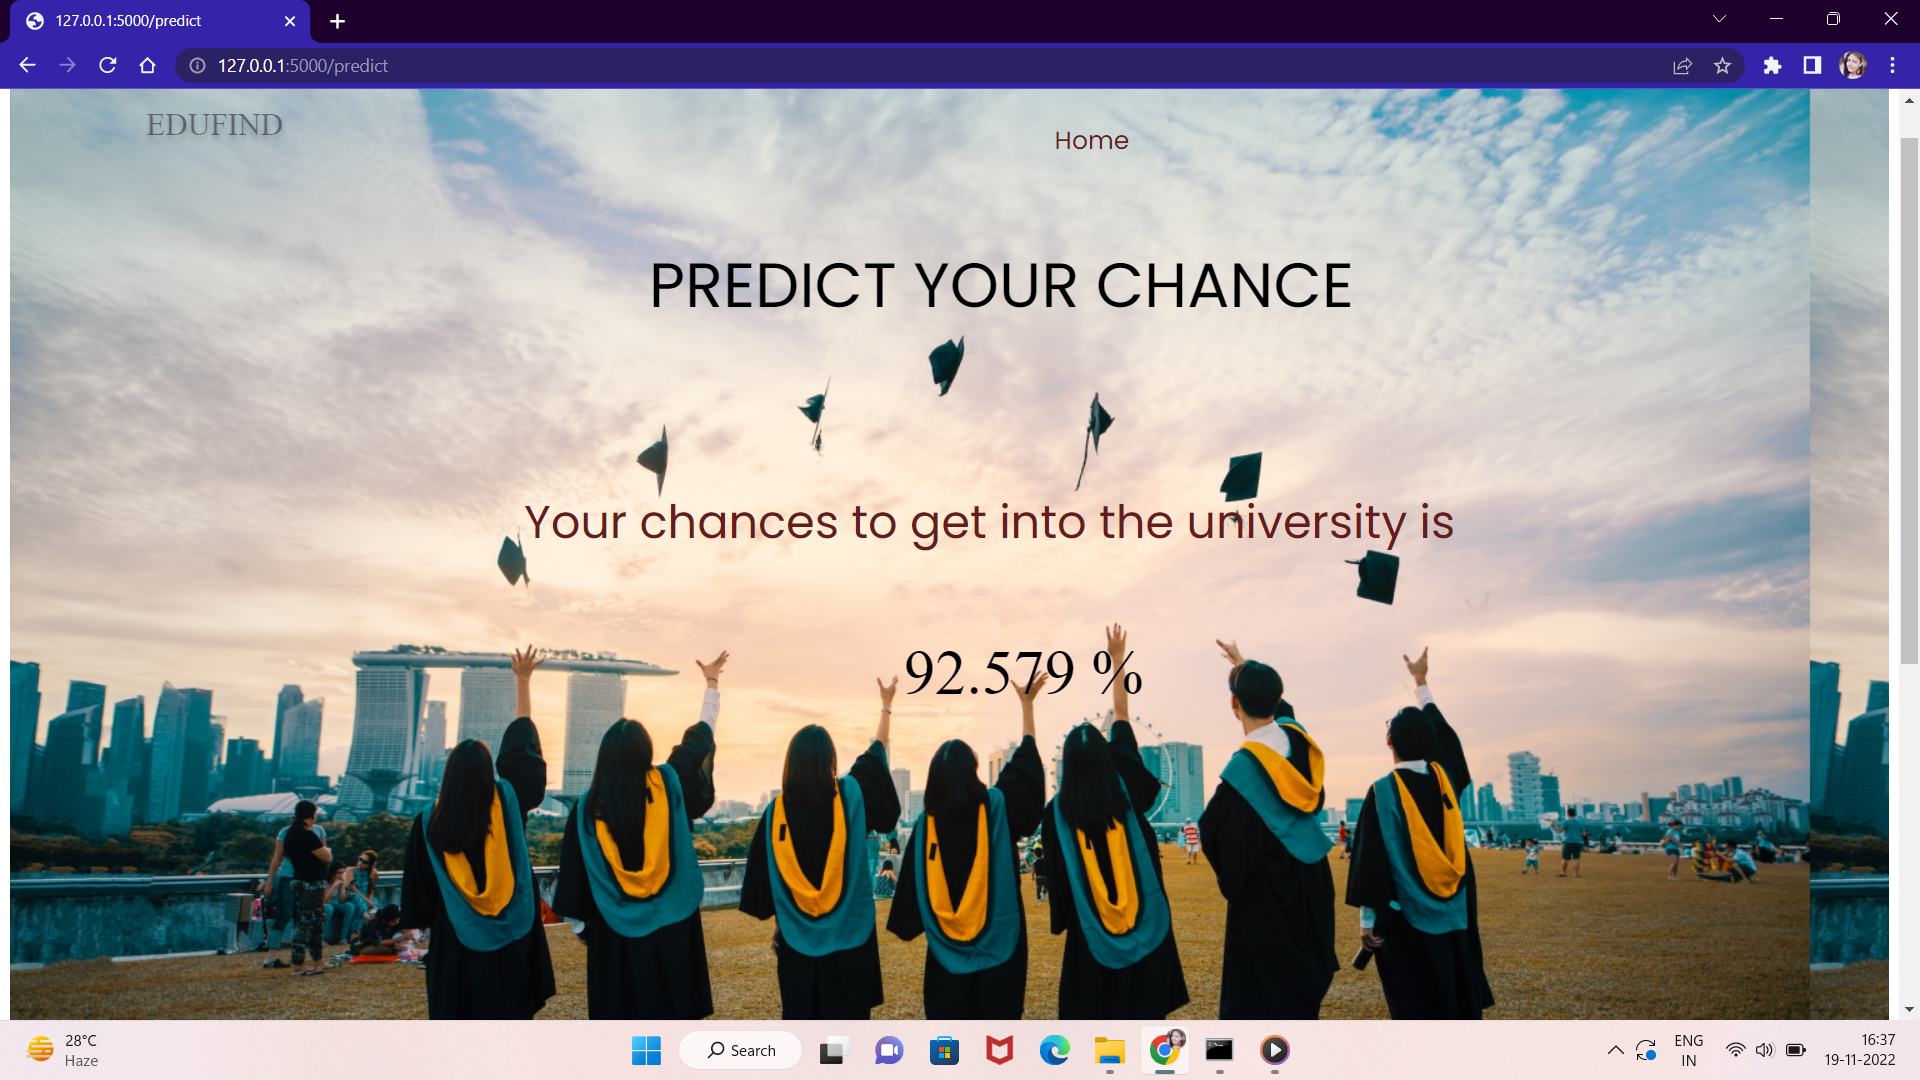 127.0.0.1:5000/predict
127.0.0.1:5000/predict
EDUFIND
Home
PREDICT YOUR CHANCE
Your chances to get into the university is
92.579 %
28°C
Haze
Search
ENG
IN
16:37
19-11-2022